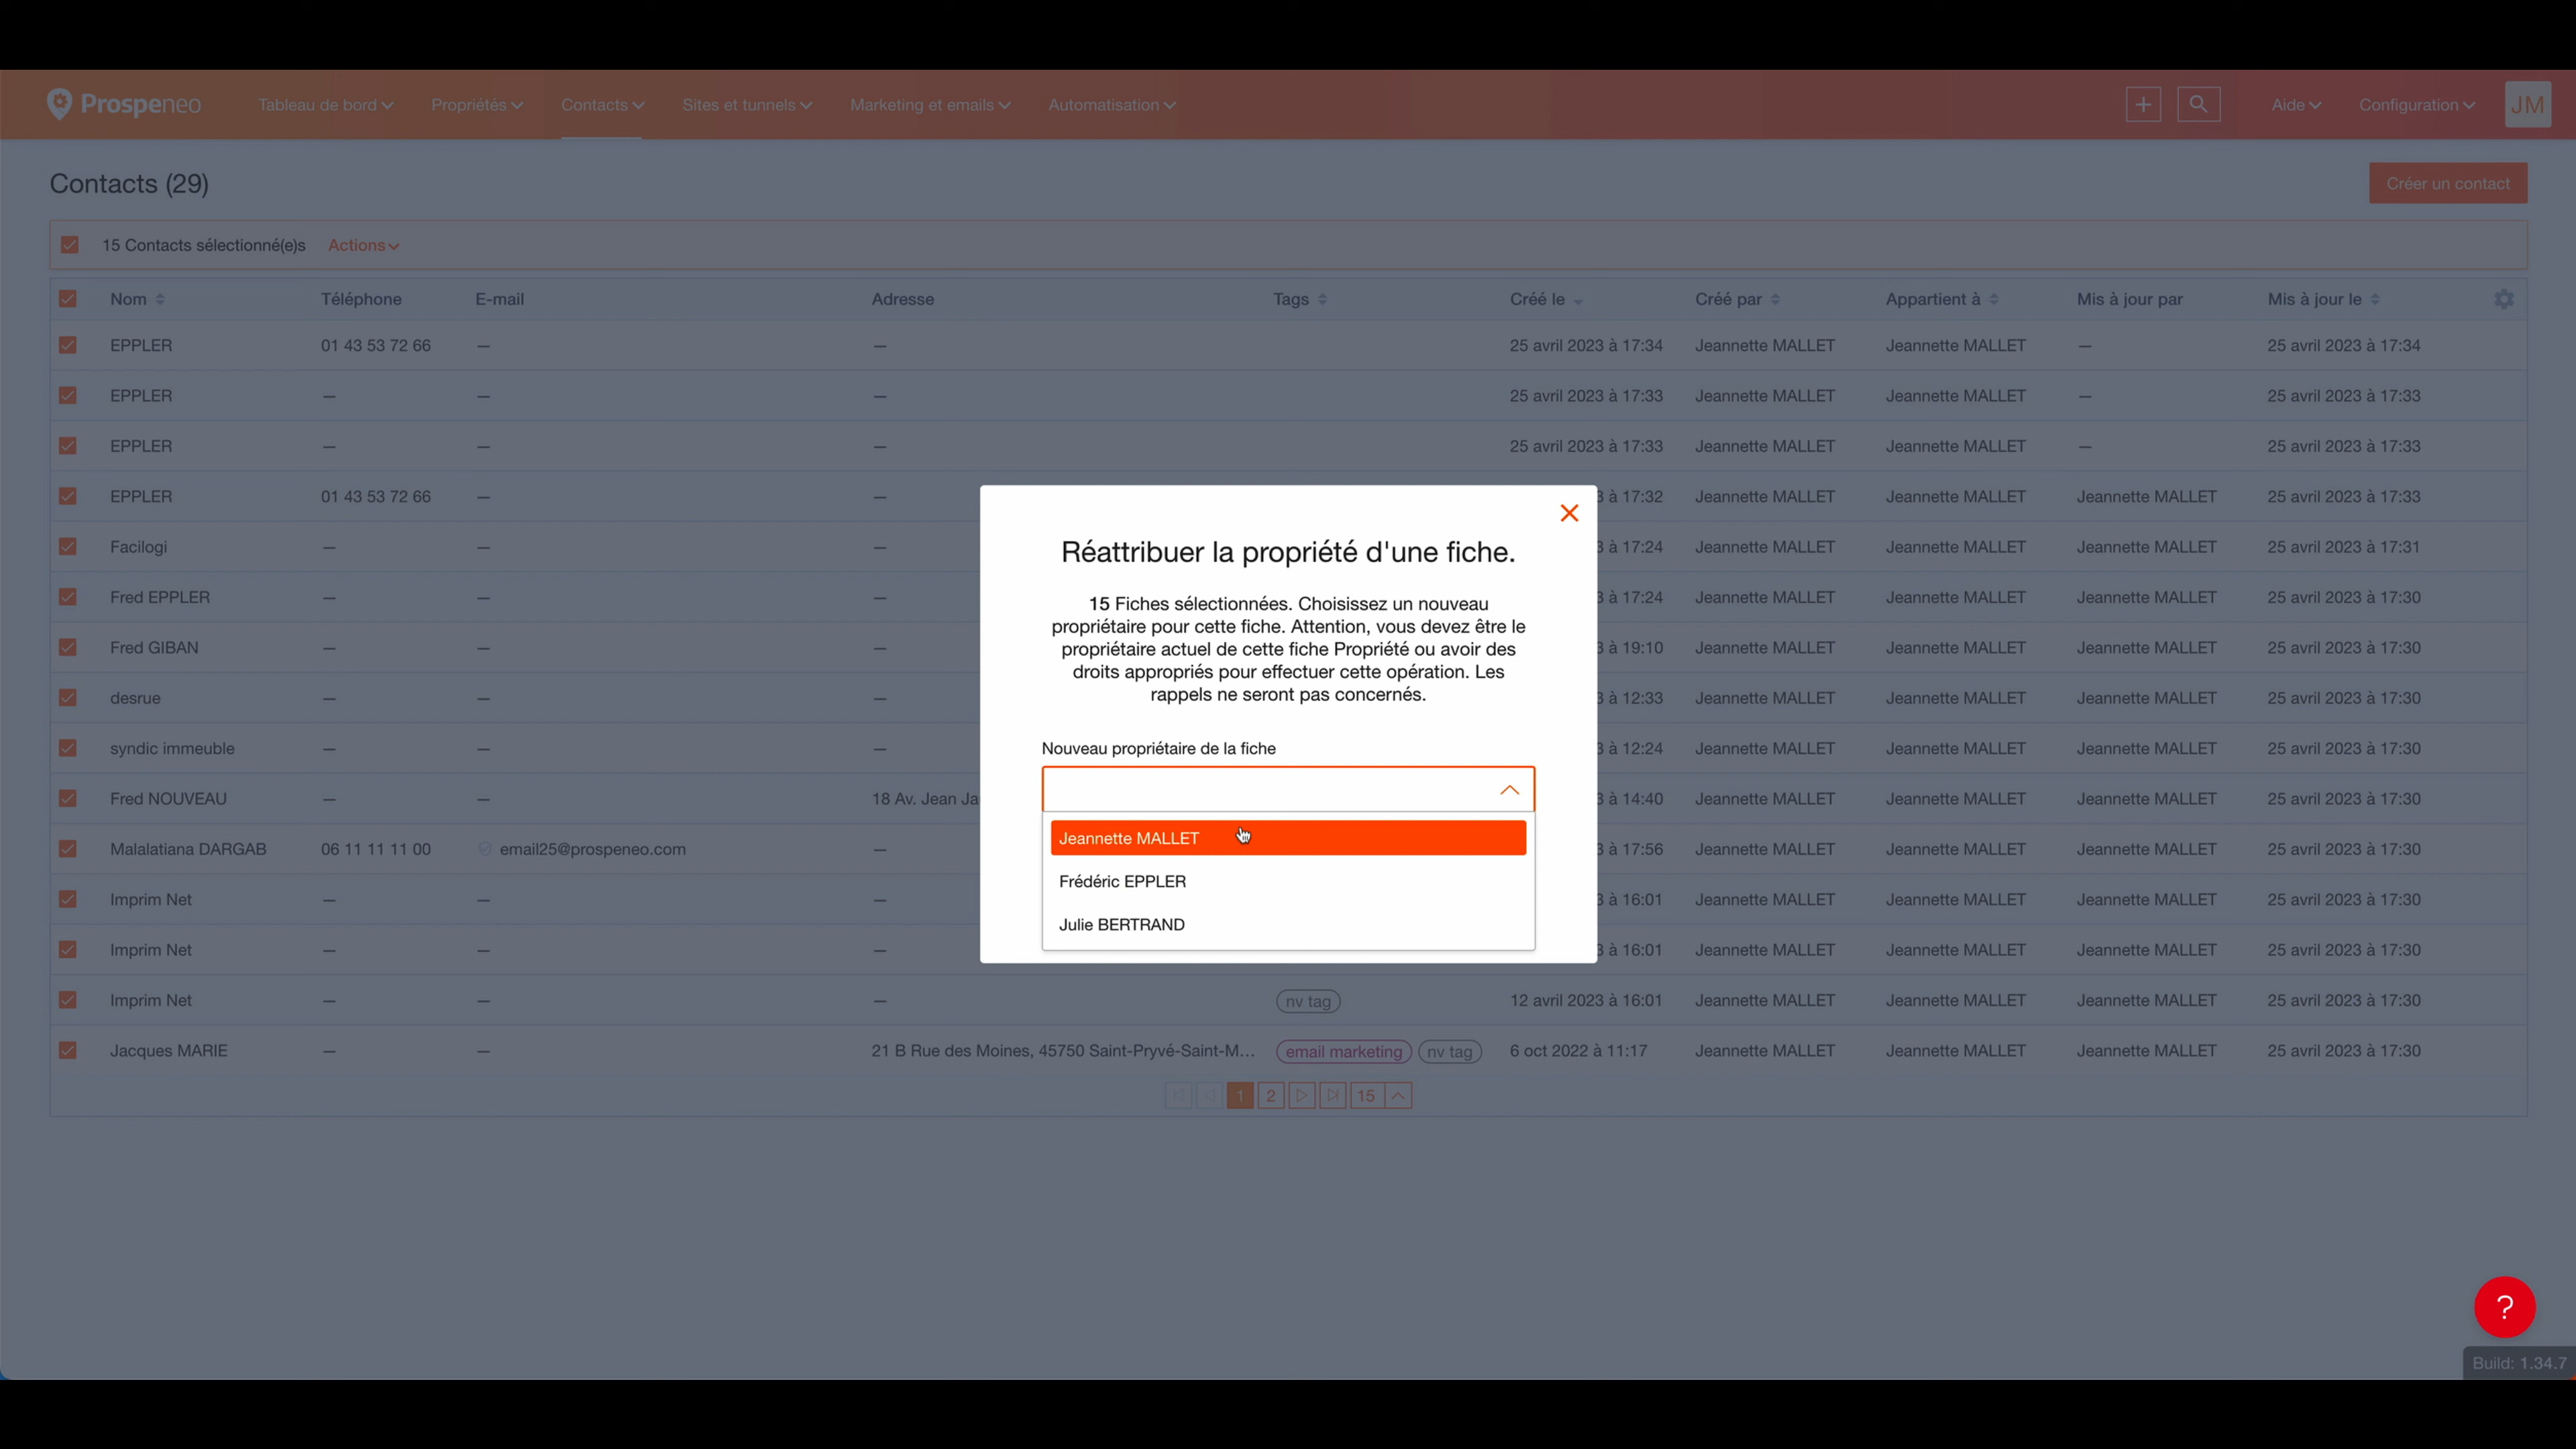 Prospeneo Tableau de bord Propriétés Contacts Sites et tunnels Marketing et emails Automatisation Aide Configuration JM
Contacts (29) Créer un contact
15 Contacts sélectionné(e)s Actions
Nom Téléphone E-mail Adresse Tags Créé le Créé par Appartient à Mis à jour par Mis à jour le
EPPLER 01 43 53 72 66 — — 25 avril 2023 à 17:34 Jeannette MALLET Jeannette MALLET — 25 avril 2023 à 17:34
EPPLER — — — 25 avril 2023 à 17:33 Jeannette MALLET Jeannette MALLET — 25 avril 2023 à 17:33
EPPLER — — — 25 avril 2023 à 17:33 Jeannette MALLET Jeannette MALLET — 25 avril 2023 à 17:33
EPPLER 01 43 53 72 66 — — 3 à 17:32 Jeannette MALLET Jeannette MALLET Jeannette MALLET 25 avril 2023 à 17:33
Facilogi — — — 3 à 17:24 Jeannette MALLET Jeannette MALLET Jeannette MALLET 25 avril 2023 à 17:31
Fred EPPLER — — — 3 à 17:24 Jeannette MALLET Jeannette MALLET Jeannette MALLET 25 avril 2023 à 17:30
Fred GIBAN — — — 3 à 19:10 Jeannette MALLET Jeannette MALLET Jeannette MALLET 25 avril 2023 à 17:30
desrue — — — 3 à 12:33 Jeannette MALLET Jeannette MALLET Jeannette MALLET 25 avril 2023 à 17:30
syndic immeuble — — — 3 à 12:24 Jeannette MALLET Jeannette MALLET Jeannette MALLET 25 avril 2023 à 17:30
Fred NOUVEAU — — 18 Av. Jean Ja 3 à 14:40 Jeannette MALLET Jeannette MALLET Jeannette MALLET 25 avril 2023 à 17:30
Malalatiana DARGAB 06 11 11 11 00 email25@prospeneo.com — 3 à 17:56 Jeannette MALLET Jeannette MALLET Jeannette MALLET 25 avril 2023 à 17:30
Imprim Net — — — 3 à 16:01 Jeannette MALLET Jeannette MALLET Jeannette MALLET 25 avril 2023 à 17:30
Imprim Net — — — 3 à 16:01 Jeannette MALLET Jeannette MALLET Jeannette MALLET 25 avril 2023 à 17:30
Imprim Net — — — nv tag 12 avril 2023 à 16:01 Jeannette MALLET Jeannette MALLET Jeannette MALLET 25 avril 2023 à 17:30
Jacques MARIE — — 21 B Rue des Moines, 45750 Saint-Pryvé-Saint-M... email marketing nv tag 6 oct 2022 à 11:17 Jeannette MALLET Jeannette MALLET Jeannette MALLET 25 avril 2023 à 17:30
1 2 15
Réattribuer la propriété d'une fiche.
15 Fiches sélectionnées. Choisissez un nouveau
propriétaire pour cette fiche. Attention, vous devez être le
propriétaire actuel de cette fiche Propriété ou avoir des
droits appropriés pour effectuer cette opération. Les
rappels ne seront pas concernés.
Nouveau propriétaire de la fiche
Jeannette MALLET
Frédéric EPPLER
Julie BERTRAND
?
Build: 1.34.7